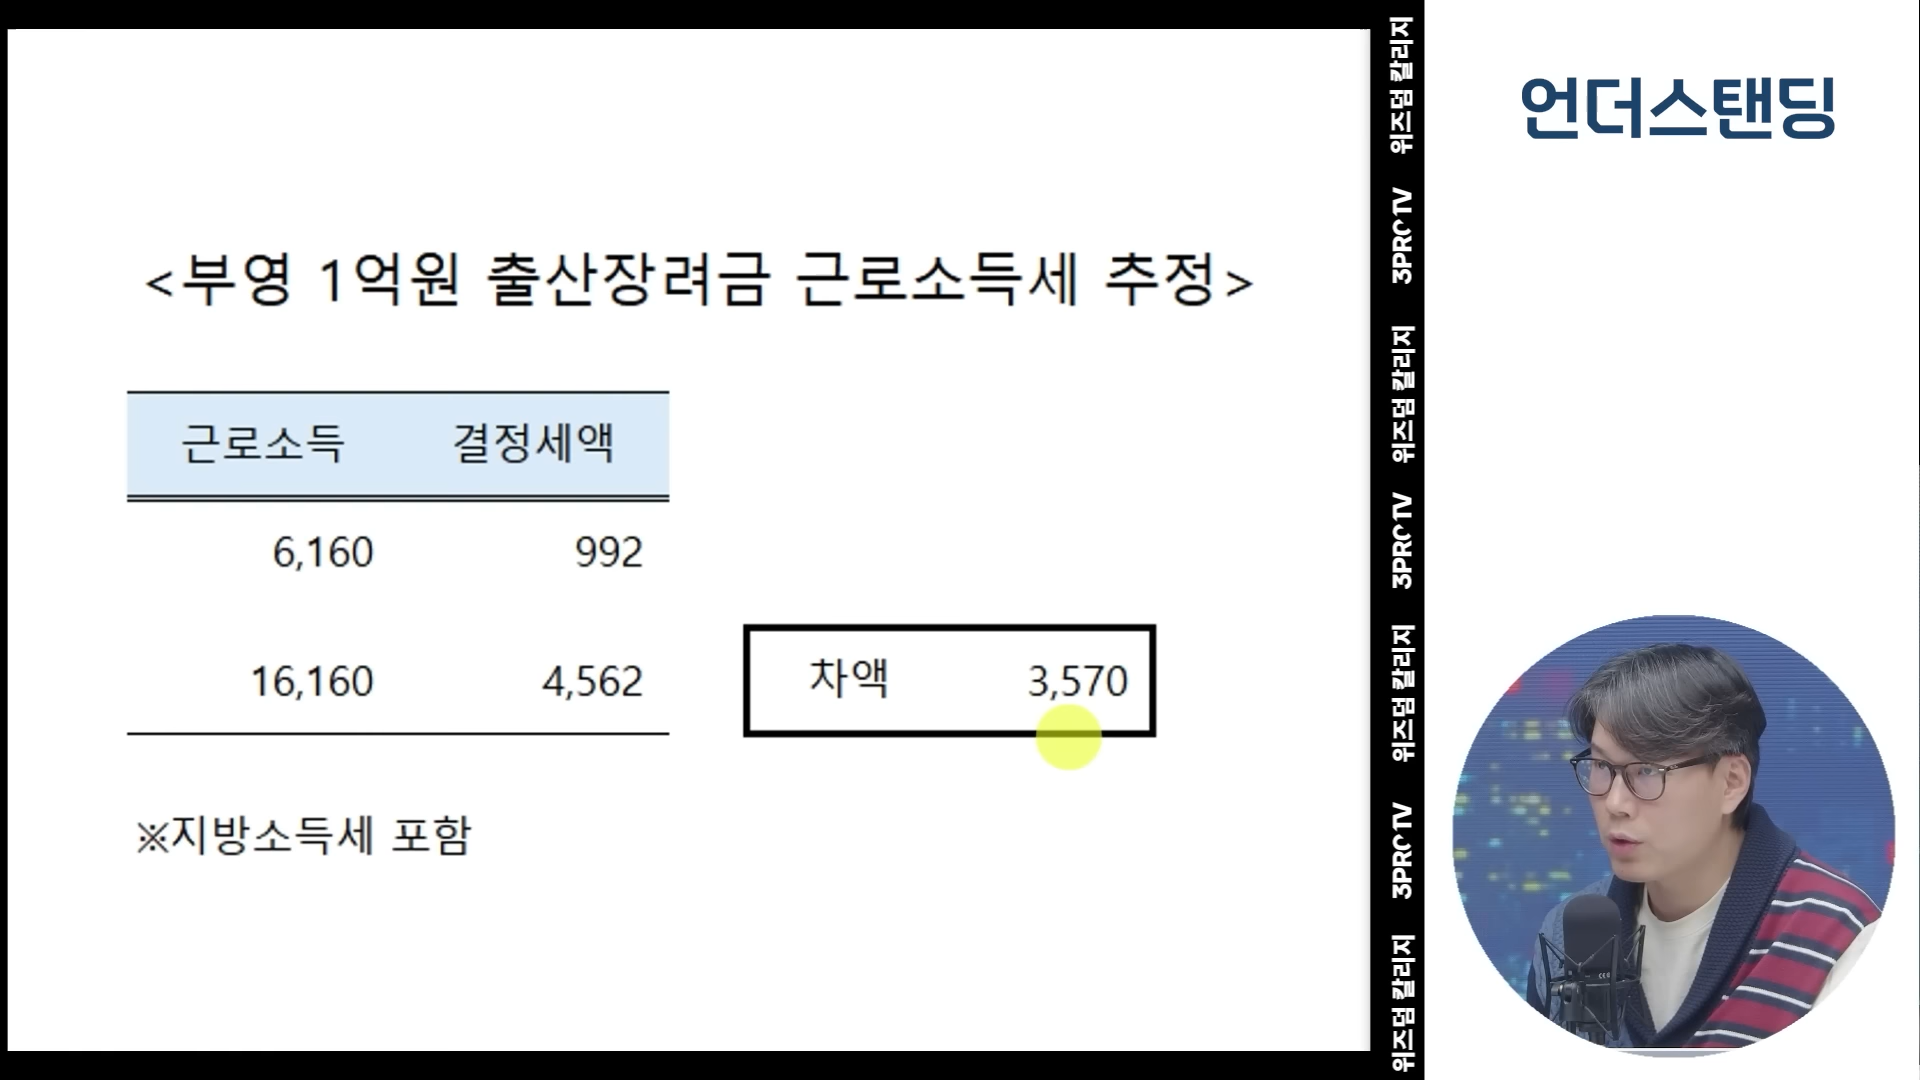 <부영 1억원 출산장려금 근로소득세 추정>
근로소득 결정세액
6,160 992
16,160 4,562
차액 3,570
※지방소득세 포함
위즈덤 칼리지
3PROTV
위즈덤 칼리지
3PROTV
위즈덤 칼리지
3PROTV
위즈덤 칼리지
언더스탠딩